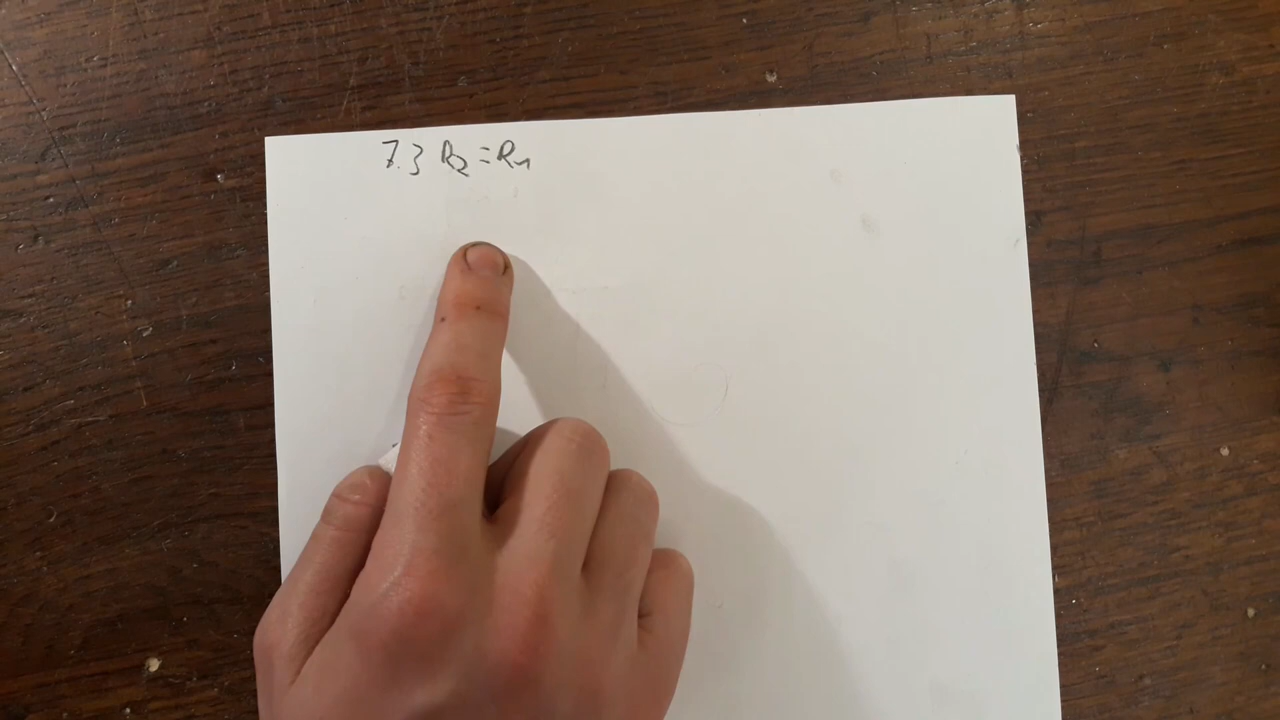 7.3 R₂ = R₁